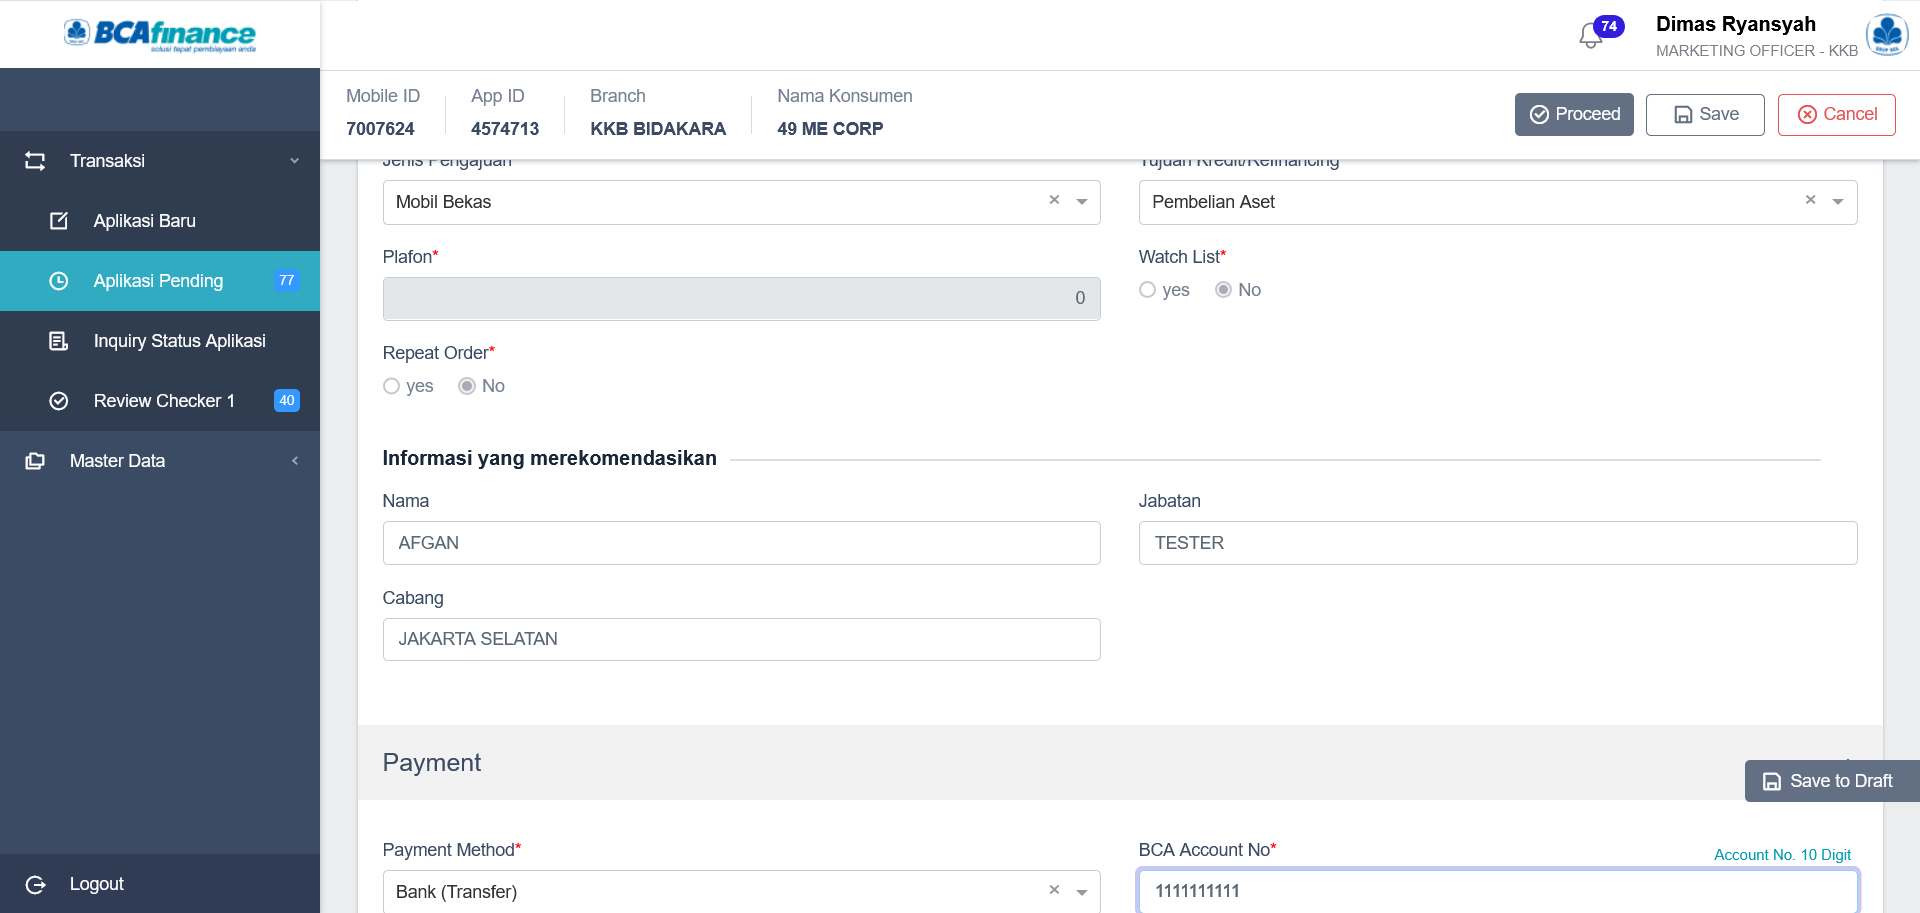 BCAfinance
solusi tepat pembiayaan anda
74
Dimas Ryansyah
MARKETING OFFICER - KKB
Mobile ID
7007624
App ID
4574713
Branch
KKB BIDAKARA
Nama Konsumen
49 ME CORP
Proceed
Save
Cancel
Transaksi
Aplikasi Baru
Aplikasi Pending 77
Inquiry Status Aplikasi
Review Checker 1 40
Master Data
Logout
Jenis Pengajuan
Mobil Bekas
Tujuan Kredit/Refinancing
Pembelian Aset
Plafon*
0
Watch List*
yes No
Repeat Order*
yes No
Informasi yang merekomendasikan
Nama
AFGAN
Jabatan
TESTER
Cabang
JAKARTA SELATAN
Payment
Save to Draft
Payment Method*
Bank (Transfer)
BCA Account No*
Account No. 10 Digit
1111111111